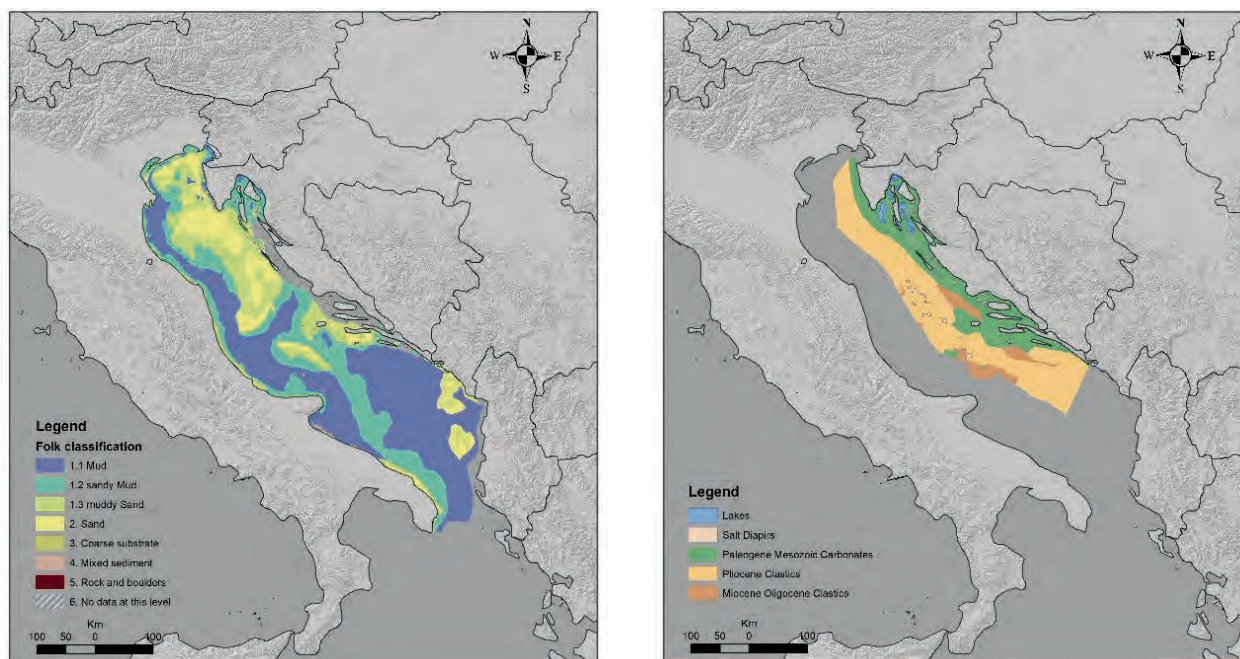 N
W E
S
Legend
Folk classification
1.1 Mud
1.2 sandy Mud
1.3 muddy Sand
2. Sand
3. Coarse substrate
4. Mixed sediment
5. Rock and boulders
6. No data at this level
Km
100 50 0 100
N
W E
S
Legend
Lakes
Salt Diapirs
Paleogene Mesozoic Carbonates
Pliocene Clastics
Miocene Oligocene Clastics
Km
100 50 0 100